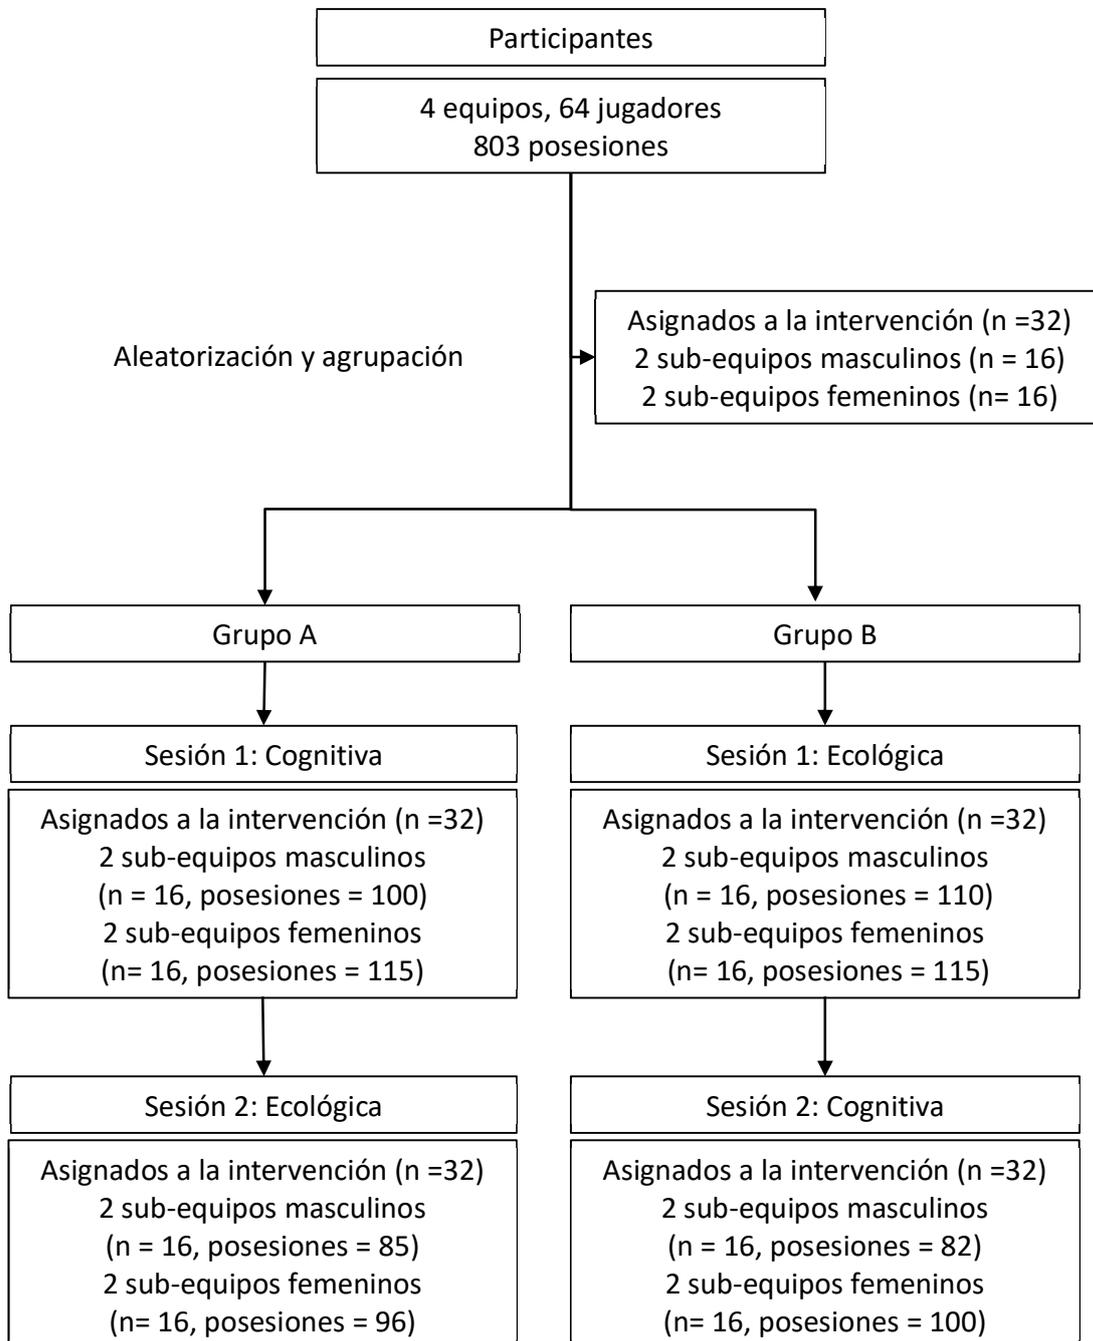 Participantes
4 equipos, 64 jugadores
803 posesiones
Asignados a la intervención (n =32)
2 sub-equipos masculinos (n = 16)
2 sub-equipos femeninos (n= 16)
Aleatorización y agrupación
Grupo A
Sesión 1: Cognitiva
Asignados a la intervención (n =32)
2 sub-equipos masculinos
(n = 16, posesiones = 100)
2 sub-equipos femeninos
(n= 16, posesiones = 115)
Sesión 2: Ecológica
Asignados a la intervención (n =32)
2 sub-equipos masculinos
(n = 16, posesiones = 85)
2 sub-equipos femeninos
(n= 16, posesiones = 96)
Grupo B
Sesión 1: Ecológica
Asignados a la intervención (n =32)
2 sub-equipos masculinos
(n = 16, posesiones = 110)
2 sub-equipos femeninos
(n= 16, posesiones = 115)
Sesión 2: Cognitiva
Asignados a la intervención (n =32)
2 sub-equipos masculinos
(n = 16, posesiones = 82)
2 sub-equipos femeninos
(n= 16, posesiones = 100)